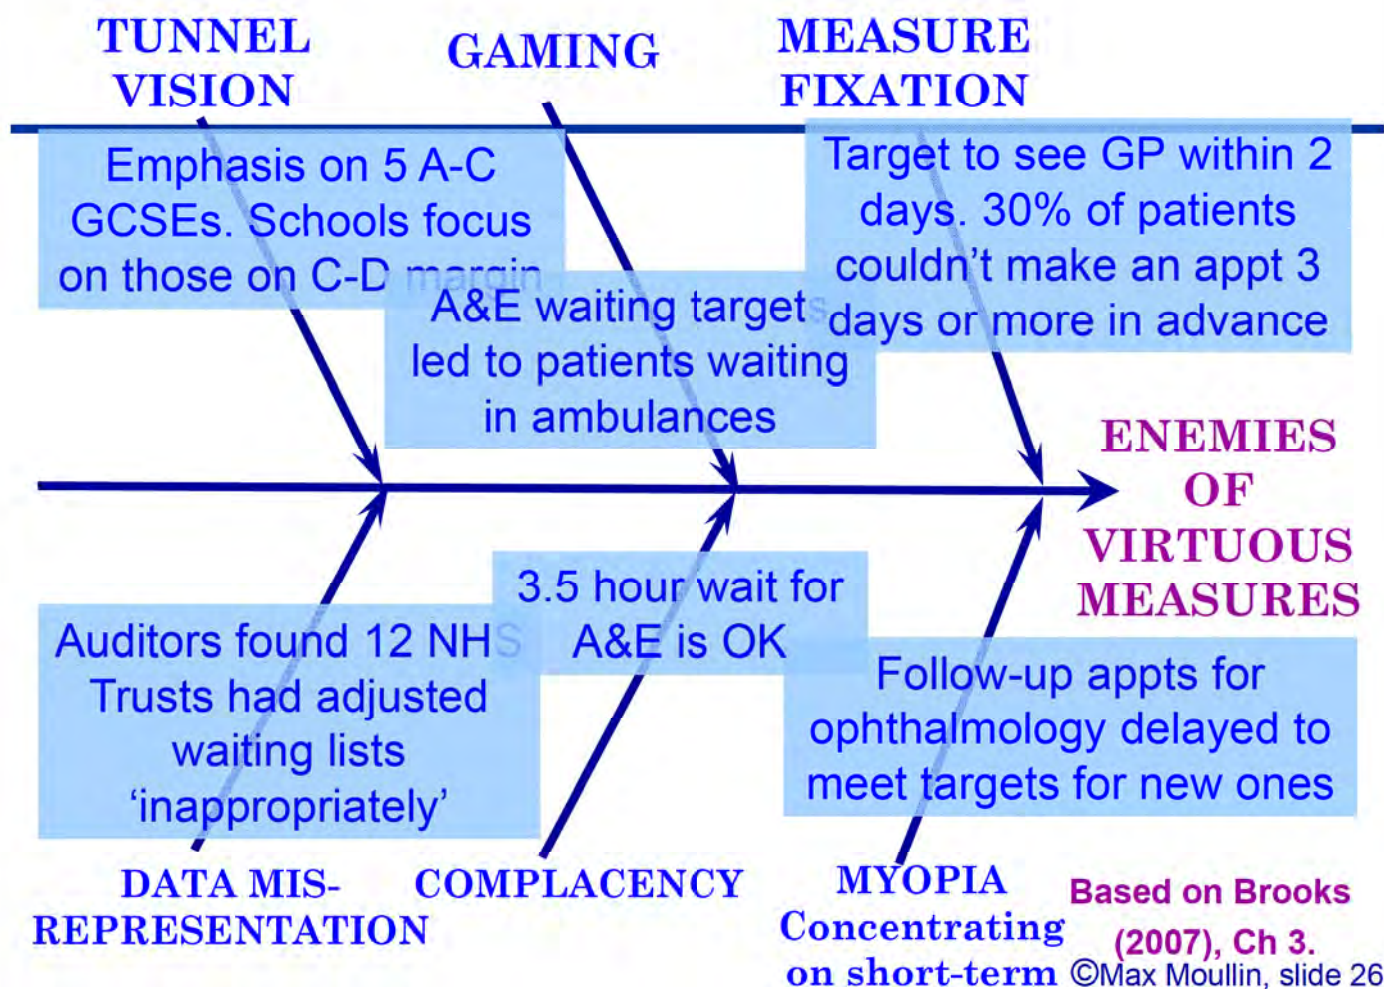 TUNNEL
VISION
GAMING
MEASURE
FIXATION
Emphasis on 5 A-C
GCSEs. Schools focus
on those on C-D margin
A&E waiting targets
led to patients waiting
in ambulances
Target to see GP within 2
days. 30% of patients
couldn't make an appt 3
days or more in advance
ENEMIES
OF
VIRTUOUS
MEASURES
Auditors found 12 NHS
Trusts had adjusted
waiting lists
‘inappropriately’
3.5 hour wait for
A&E is OK
Follow-up appts for
ophthalmology delayed to
meet targets for new ones
DATA MIS-
REPRESENTATION
COMPLACENCY
MYOPIA
Concentrating
on short-term
Based on Brooks
(2007), Ch 3.
©Max Moullin, slide 26